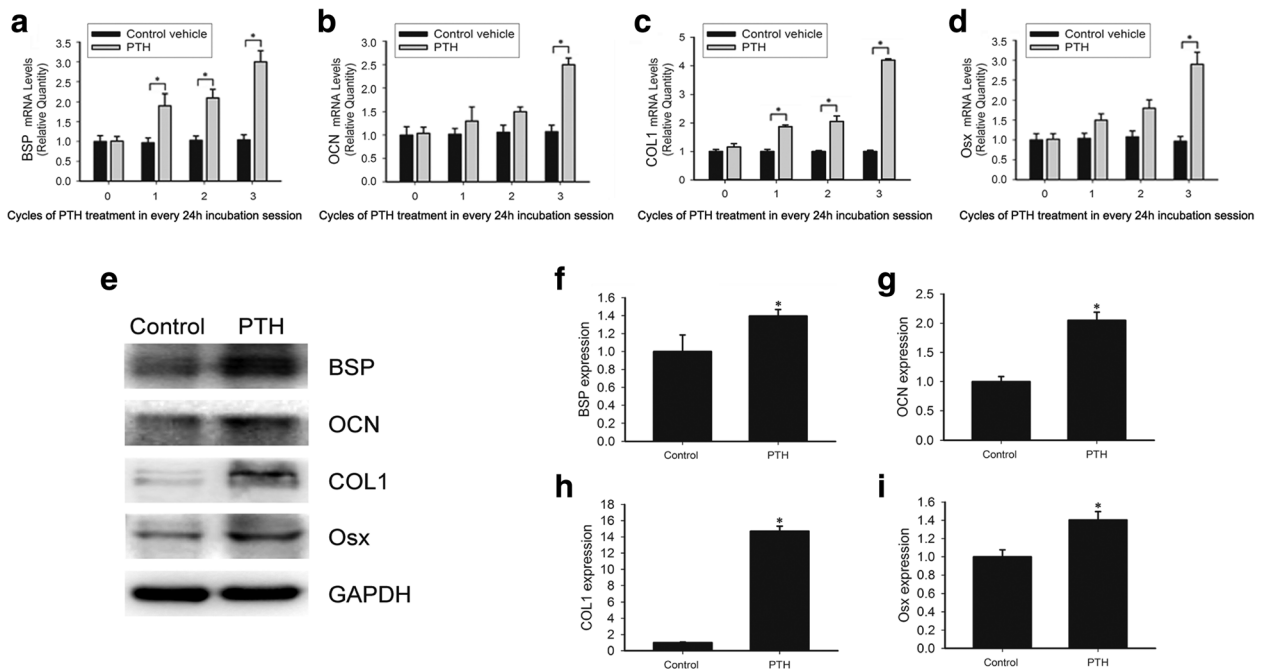 a
Control vehicle
PTH
BSP mRNA Levels
(Relative Quantity)
3.5
3.0
2.5
2.0
1.5
1.0
0.5
0.0
* * *
0 1 2 3
Cycles of PTH treatment in every 24h incubation session
b
Control vehicle
PTH
OCN mRNA Levels
(Relative Quantity)
3.0
2.5
2.0
1.5
1.0
0.5
0.0
*
0 1 2 3
Cycles of PTH treatment in every 24h incubation session
c
Control vehicle
PTH
COL1 mRNA Levels
(Relative Quantity)
5
4
3
2
1
0
* * *
0 1 2 3
Cycles of PTH treatment in every 24h incubation session
d
Control vehicle
PTH
Osx mRNA Levels
(Relative Quantity)
3.5
3.0
2.5
2.0
1.5
1.0
0.5
0.0
*
0 1 2 3
Cycles of PTH treatment in every 24h incubation session
e
Control PTH
BSP
OCN
COL1
Osx
GAPDH
f
BSP expression
1.6
1.4
1.2
1.0
0.8
0.6
0.4
0.2
0.0
*
Control PTH
g
OCN expression
2.5
2.0
1.5
1.0
0.5
0.0
*
Control PTH
h
COL1 expression
18
16
14
12
10
8
6
4
2
0
*
Control PTH
i
Osx expression
1.6
1.4
1.2
1.0
0.8
0.6
0.4
0.2
0.0
*
Control PTH